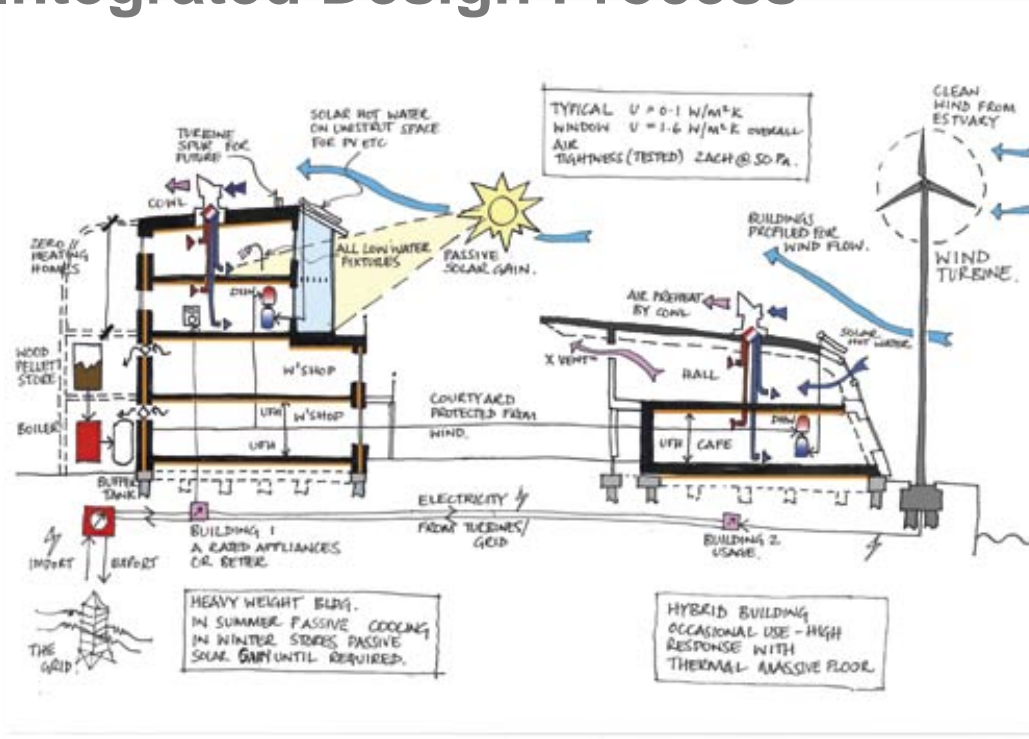 Integrated Design Process
TURBINE
SPUR FOR
FUTURE
SOLAR HOT WATER
ON UNISTRUT SPACE
FOR PV ETC
TYPICAL U = 0.1 W/M²K
WINDOW U = 1.6 W/M²K OVERALL
AIR
TIGHTNESS (TESTED) 2ACH @ 50 PA.
CLEAN
WIND FROM
ESTUARY
COWL
ZERO
HEATING
HOMES
ALL LOW WATER
FIXTURES
PASSIVE
SOLAR GAIN.
BUILDINGS
PROFILED FOR
WIND FLOW.
WIND
TURBINE.
DHW
AIR PREHEAT
BY COWL
SOLAR
HOT WATER
WOOD
PELLET
STORE
W'SHOP
X VENT
HALL
BOILER
UFH
W'SHOP
UFH
COURTYARD
PROTECTED FROM
WIND.
DHW
UFH
CAFE
BUFFER
TANK
ELECTRICITY
FROM TURBINES/
GRID
BUILDING 1
A RATED APPLIANCES
OR BETTER
BUILDING 2
USAGE.
IMPORT
EXPORT
THE
GRID.
HEAVY WEIGHT BLDG.
IN SUMMER PASSIVE COOLING
IN WINTER STORES PASSIVE
SOLAR GAIN UNTIL REQUIRED.
HYBRID BUILDING
OCCASIONAL USE - HIGH
RESPONSE WITH
THERMAL MASSIVE FLOOR